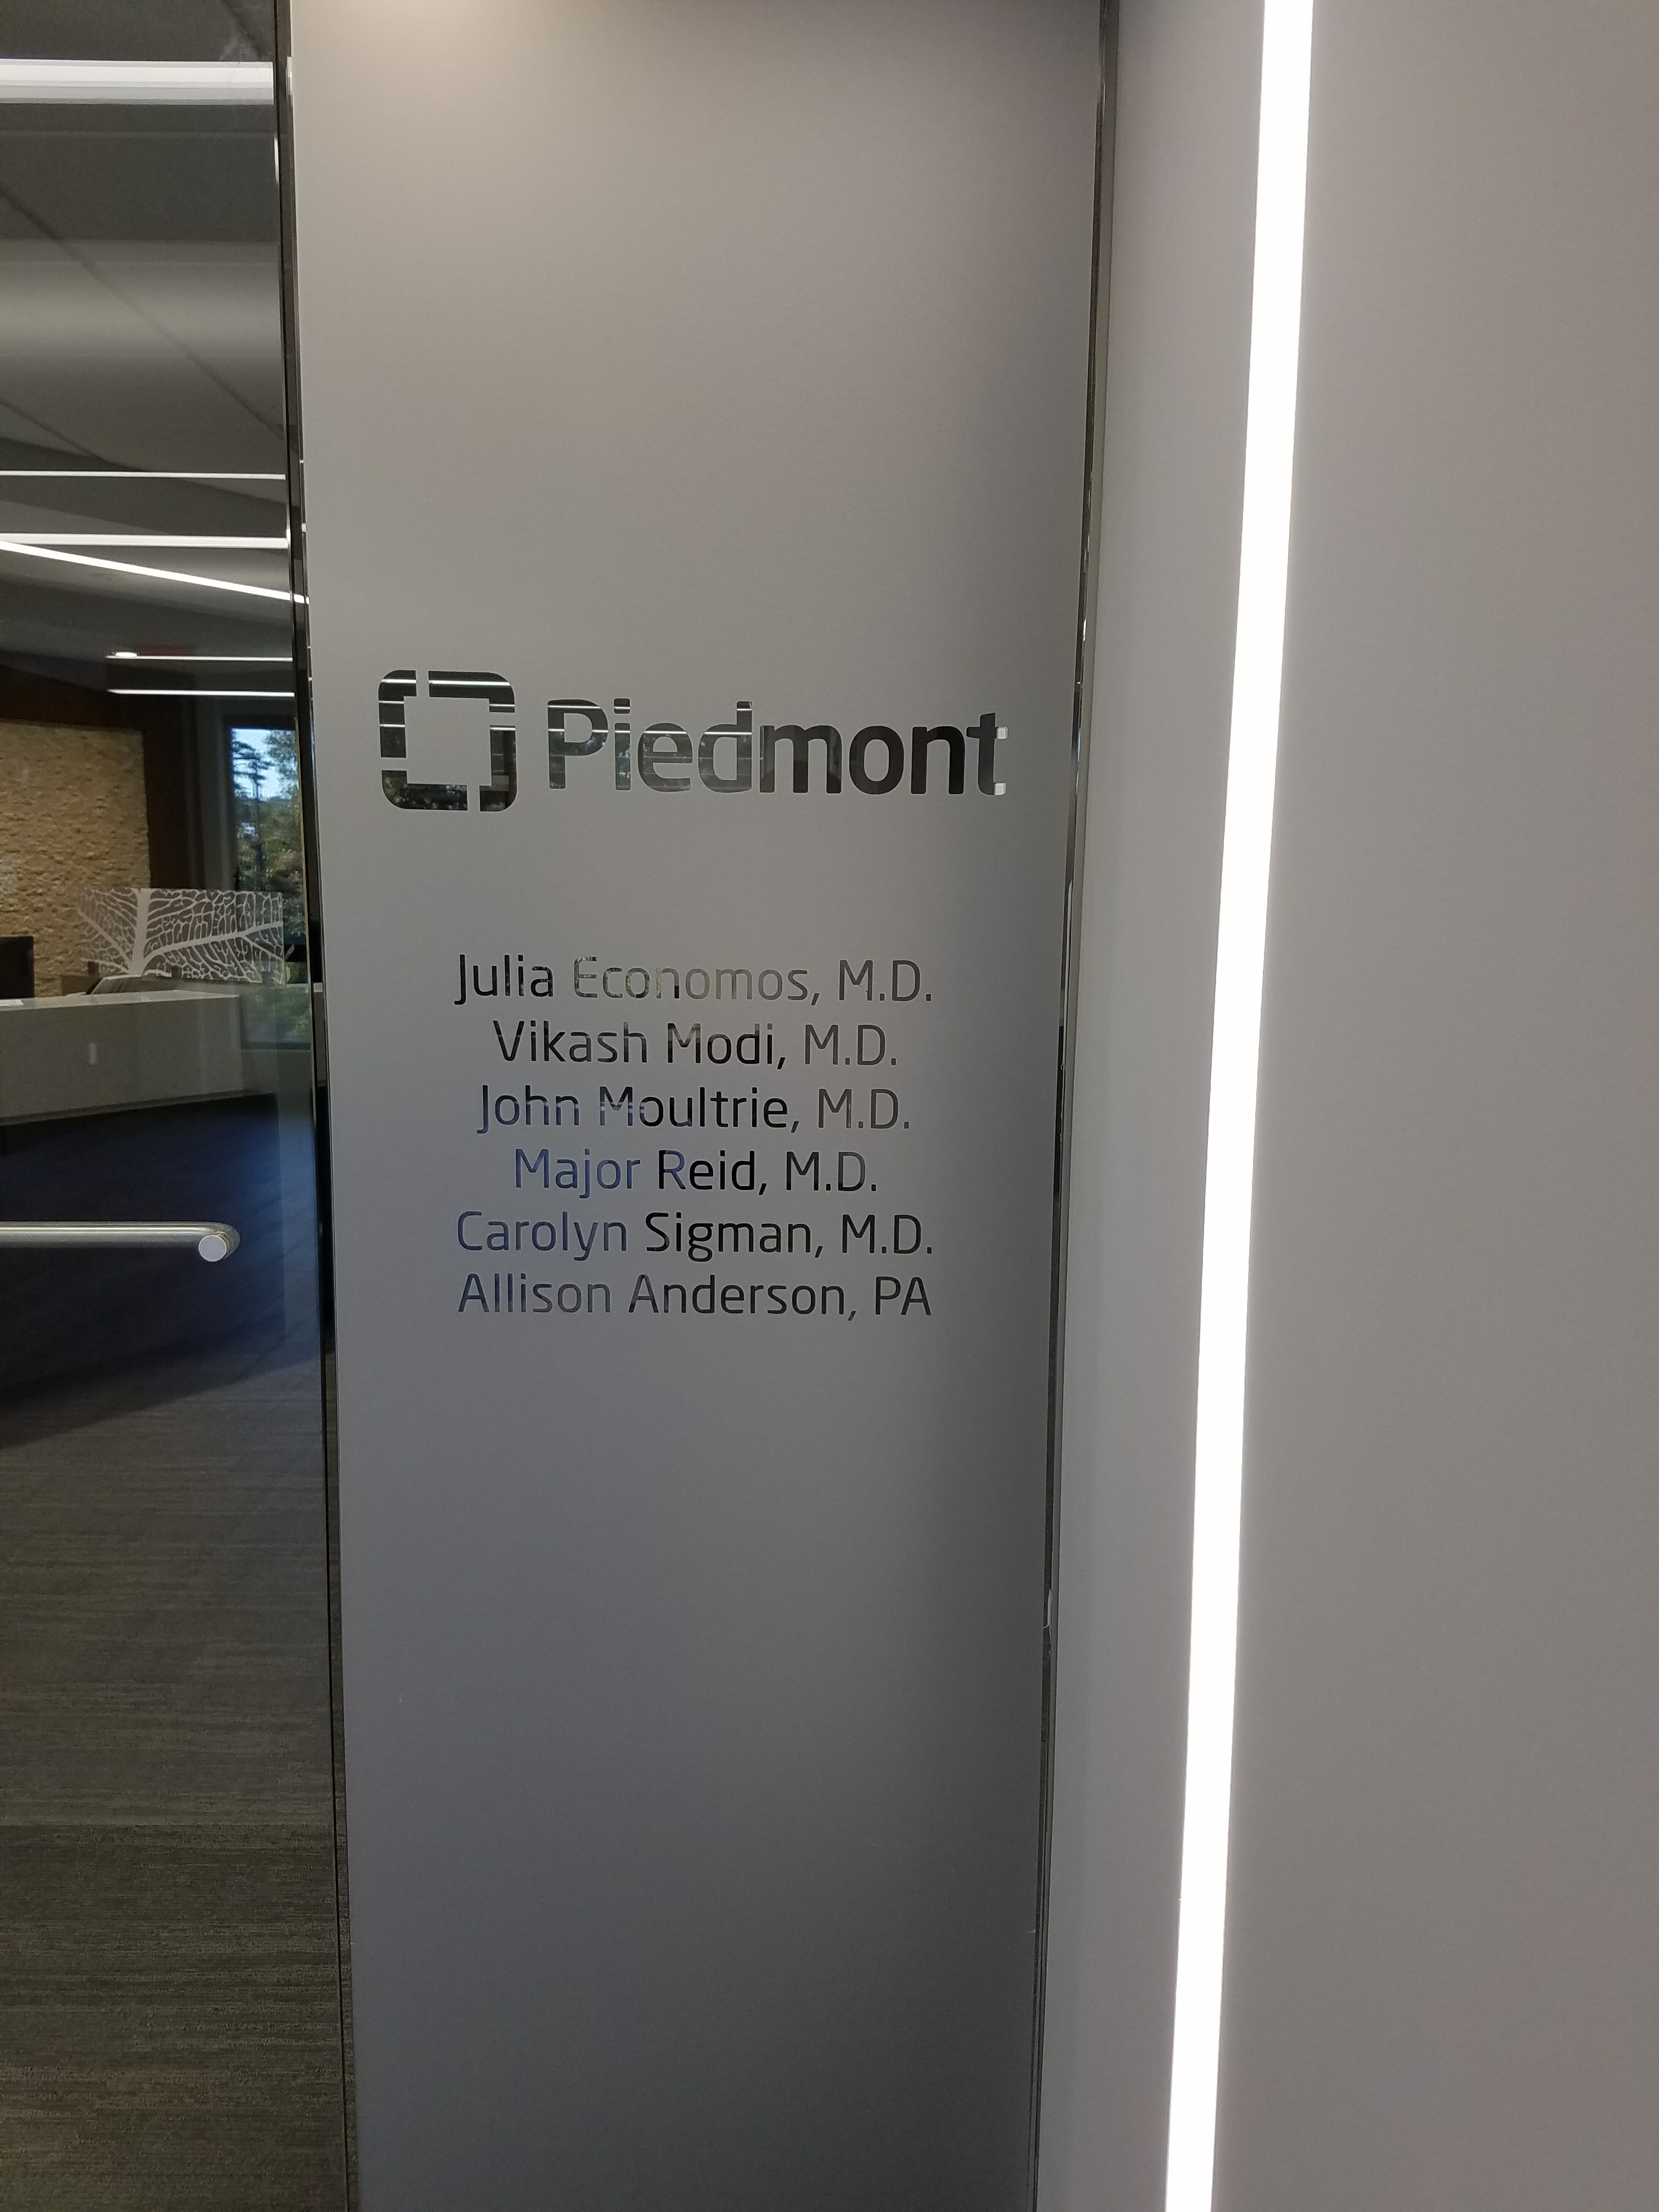 Piedmont
Julia Economos, M.D.
Vikash Modi, M.D.
John Moultrie, M.D.
Major Reid, M.D.
Carolyn Sigman, M.D.
Allison Anderson, PA